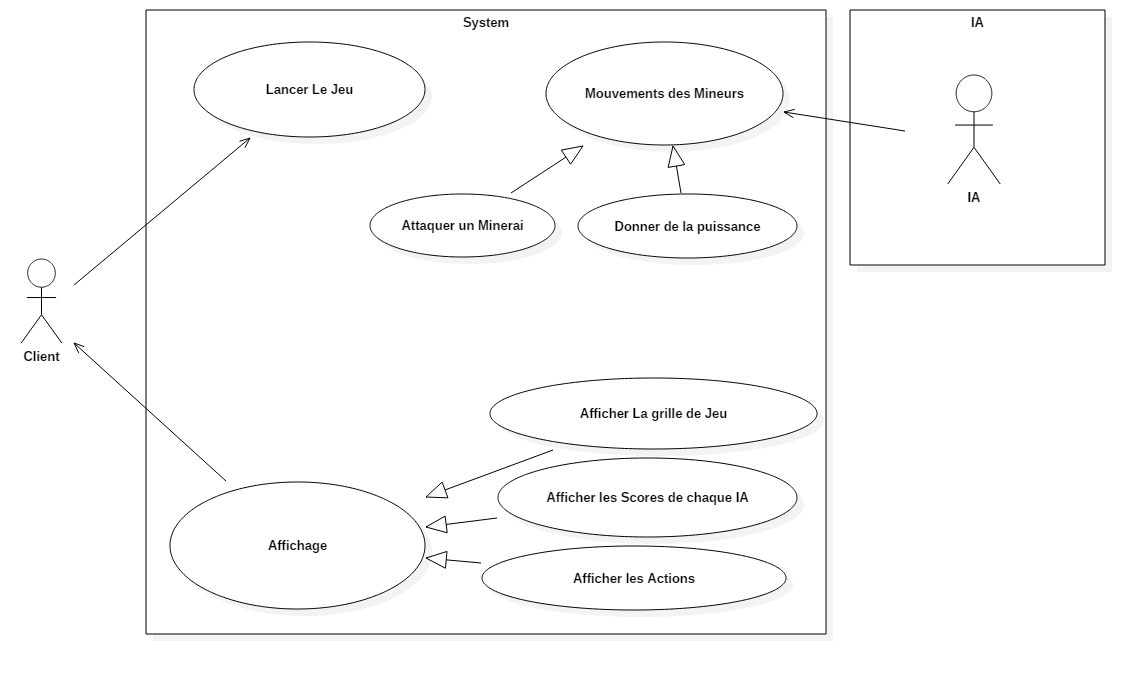 System
IA
Lancer Le Jeu
Mouvements des Mineurs
IA
Attaquer un Minerai
Donner de la puissance
Client
Afficher La grille de Jeu
Afficher les Scores de chaque IA
Affichage
Afficher les Actions